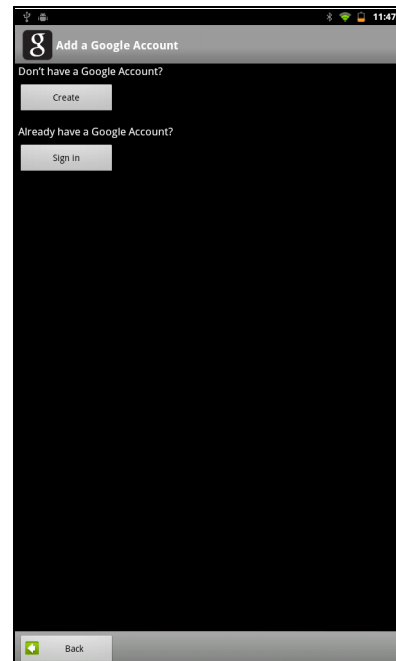 11:47
g Add a Google Account
Don't have a Google Account?
Create
Already have a Google Account?
Sign in
Back